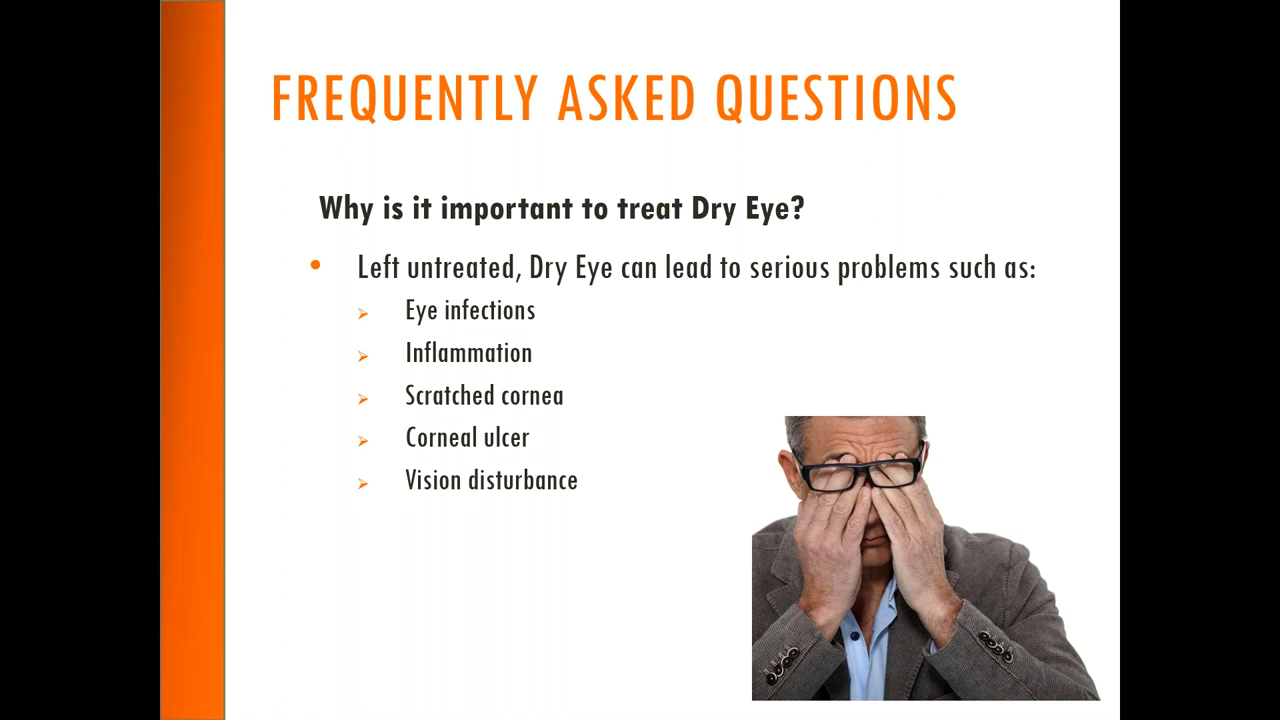 FREQUENTLY ASKED QUESTIONS
Why is it important to treat Dry Eye?
Left untreated, Dry Eye can lead to serious problems such as:
Eye infections
Inflammation
Scratched cornea
Corneal ulcer
Vision disturbance